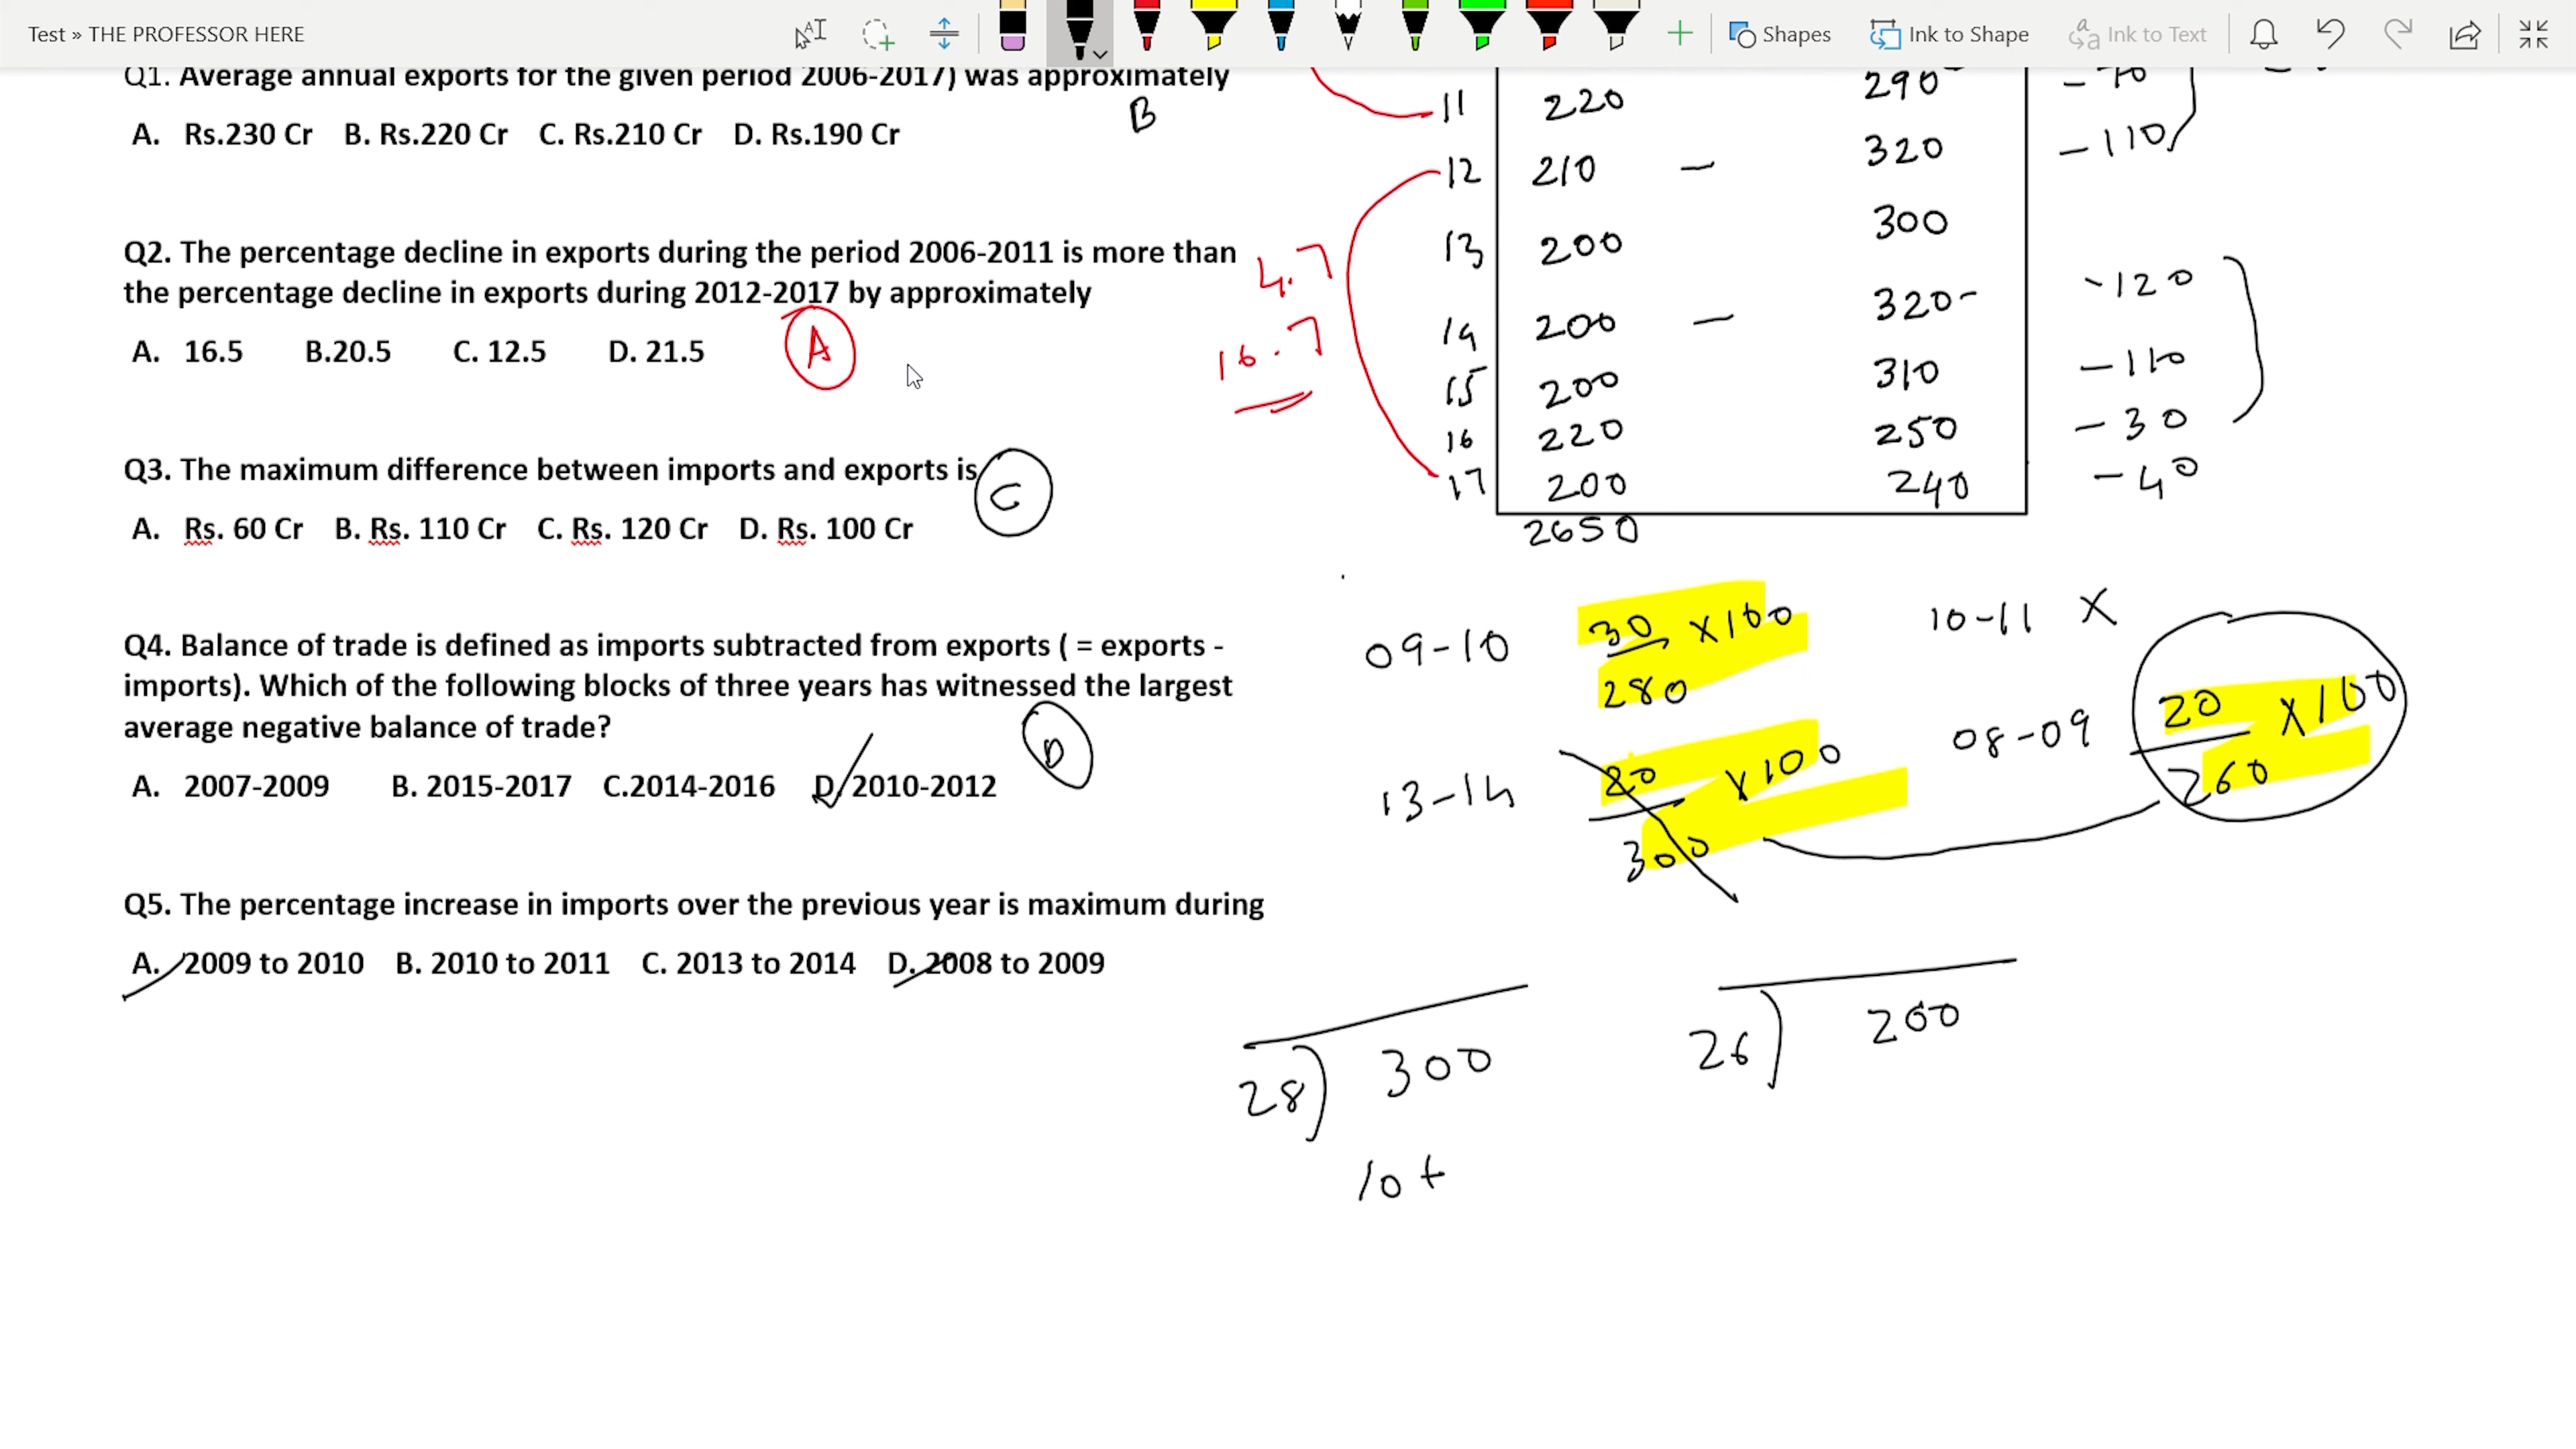 Test » THE PROFESSOR HERE
Shapes
Ink to Shape
Ink to Text
Q1. Average annual exports for the given period 2006-2017) was approximately
B
A. Rs.230 Cr B. Rs.220 Cr C. Rs.210 Cr D. Rs.190 Cr
Q2. The percentage decline in exports during the period 2006-2011 is more than
the percentage decline in exports during 2012-2017 by approximately
A. 16.5 B.20.5 C. 12.5 D. 21.5
A
4.7
16.7
Q3. The maximum difference between imports and exports is
C
A. Rs. 60 Cr B. Rs. 110 Cr C. Rs. 120 Cr D. Rs. 100 Cr
Q4. Balance of trade is defined as imports subtracted from exports ( = exports -
imports). Which of the following blocks of three years has witnessed the largest
average negative balance of trade?
D
A. 2007-2009 B. 2015-2017 C.2014-2016 D. 2010-2012
Q5. The percentage increase in imports over the previous year is maximum during
A. 2009 to 2010 B. 2010 to 2011 C. 2013 to 2014 D. 2008 to 2009
11 220 290 -70
12 210 - 320 -110
13 200 300
14 200 - 320- -120
15 200 310 -110
16 220 250 -30
17 200 240 -40
2650
09-10 30 x100
280
10-11 X
08-09 20 x100
260
13-14 20 x100
300
28) 300
10+
26) 200